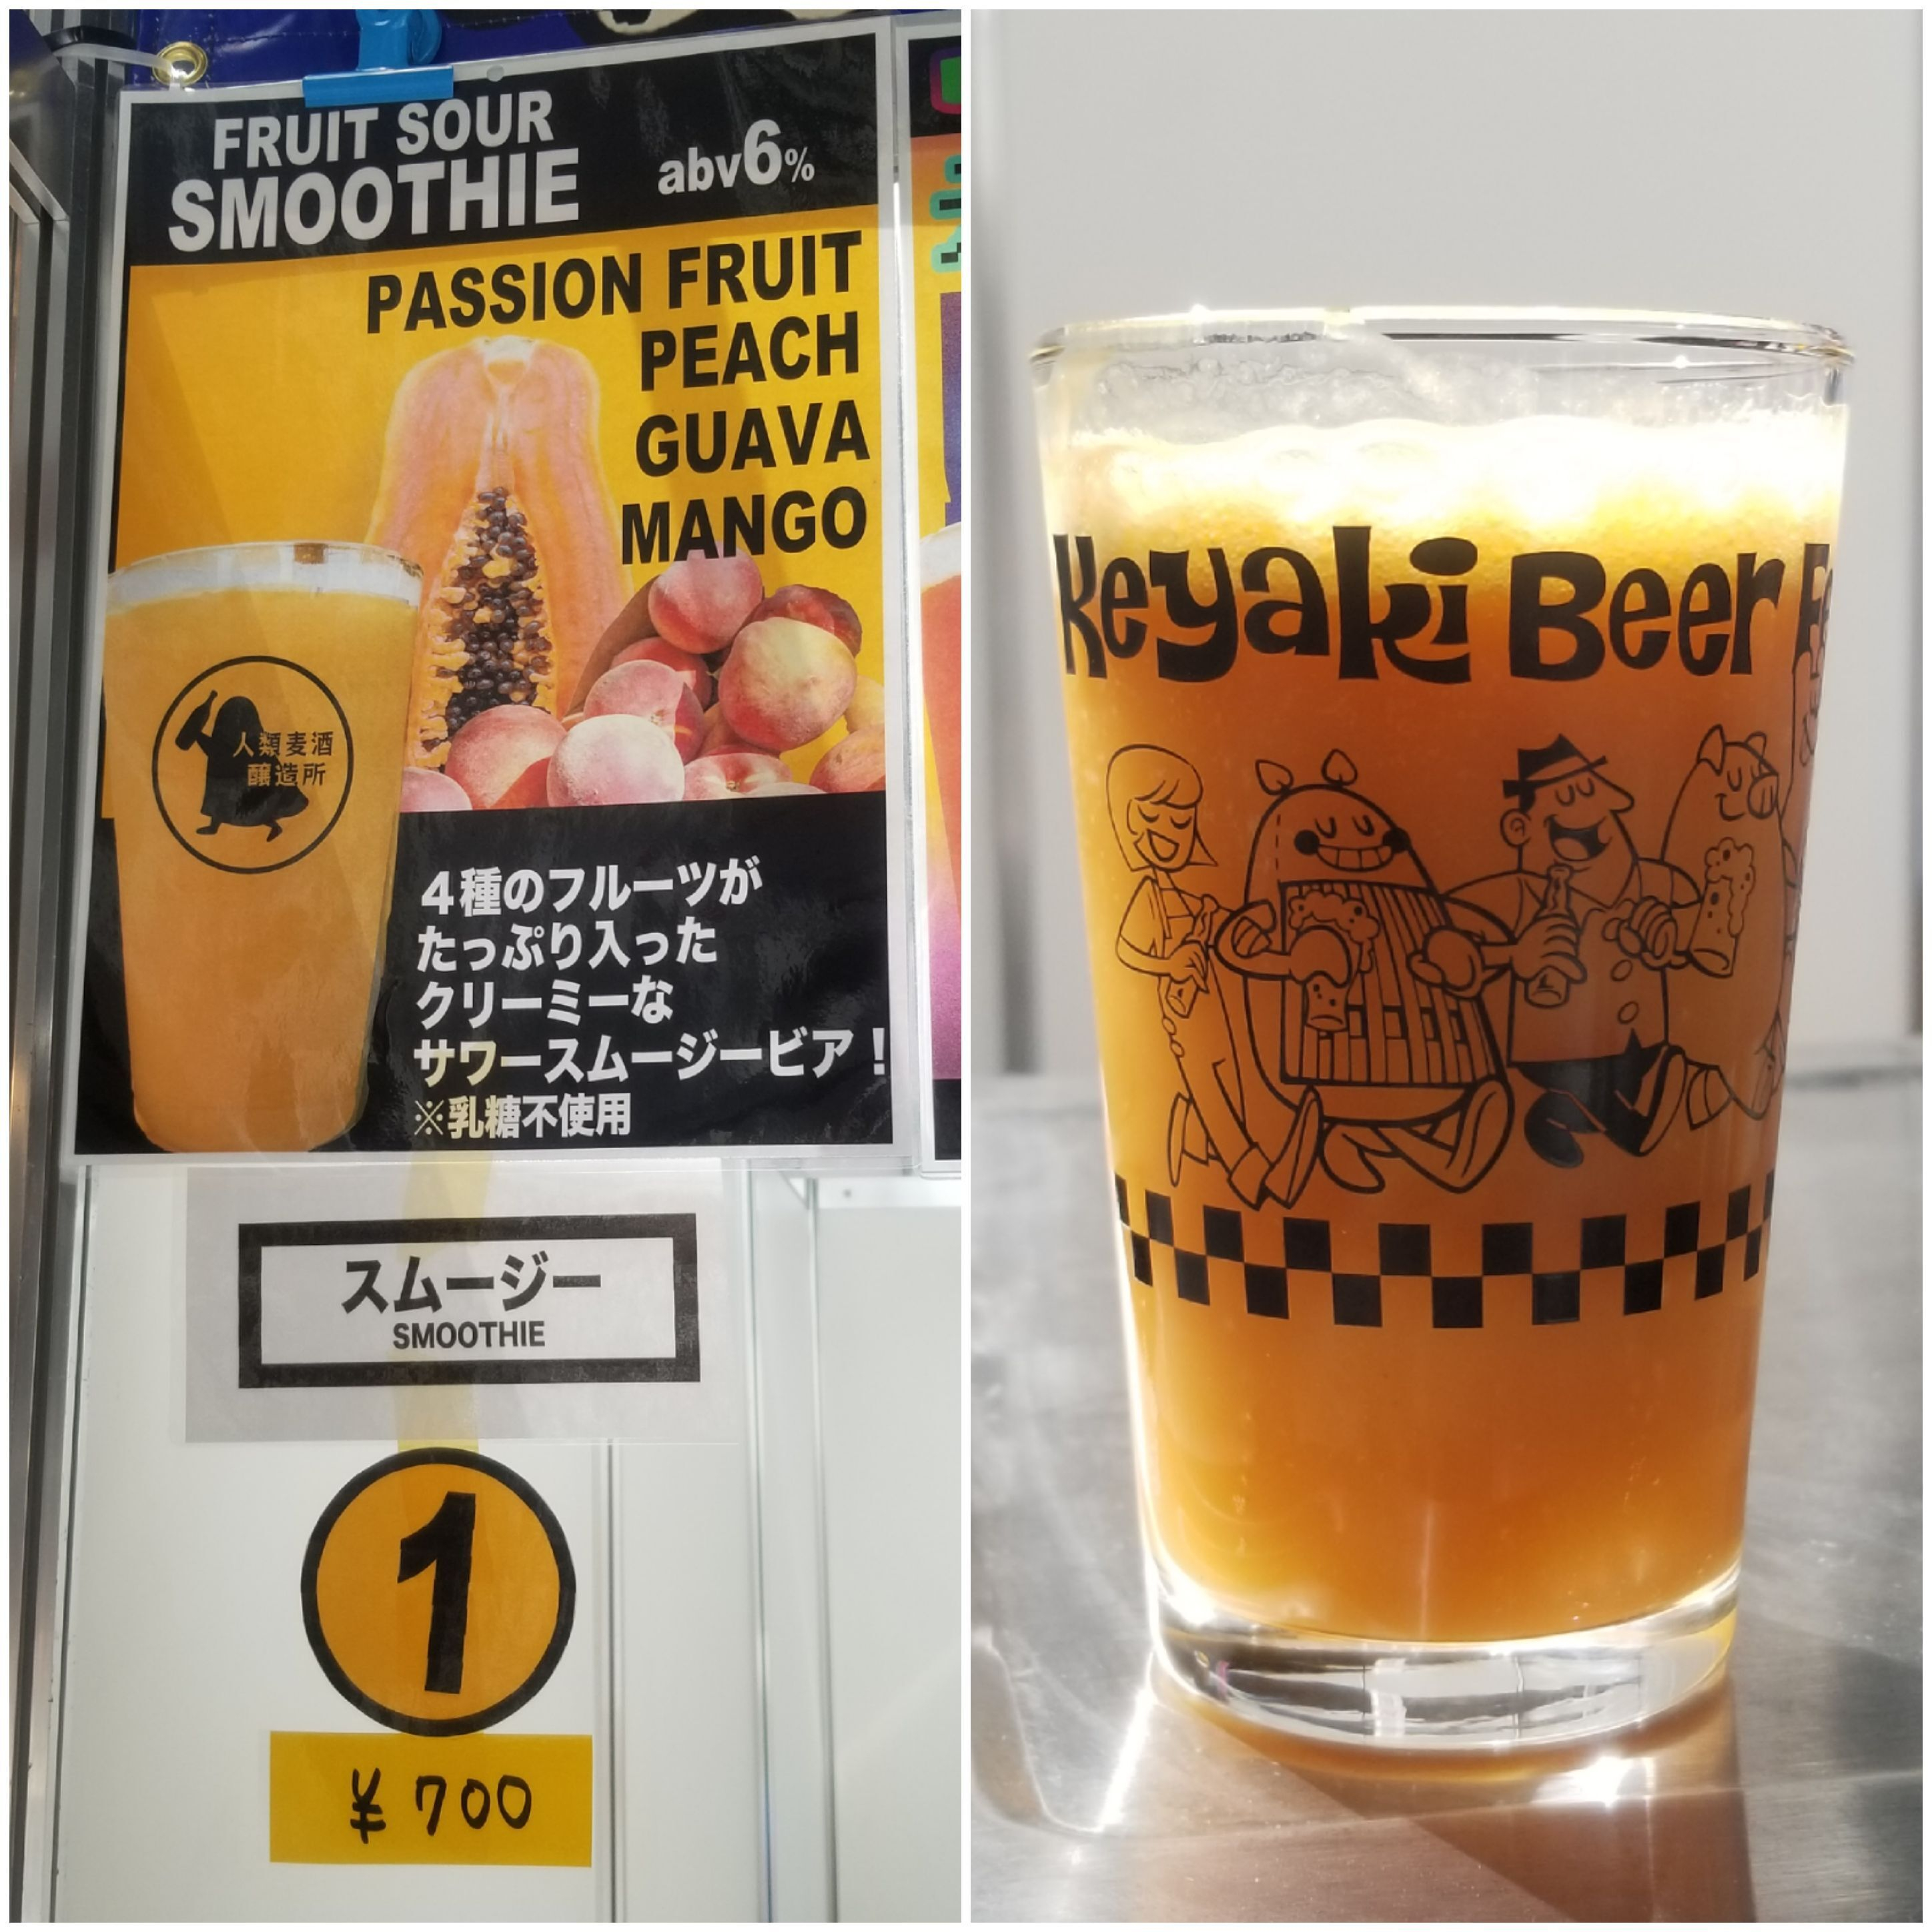 FRUIT SOUR
SMOOTHIE
abv6%
PASSION FRUIT
PEACH
GUAVA
MANGO
人類麦酒
醸造所
4種のフルーツが
たっぷり入った
クリーミーな
サワースムージービア！
※乳糖不使用
スムージー
SMOOTHIE
1
¥700
Keyaki Beer